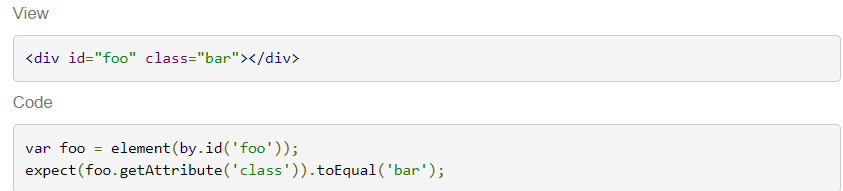 View
<div id="foo" class="bar"></div>
Code
var foo = element(by.id('foo'));
expect(foo.getAttribute('class')).toEqual('bar');